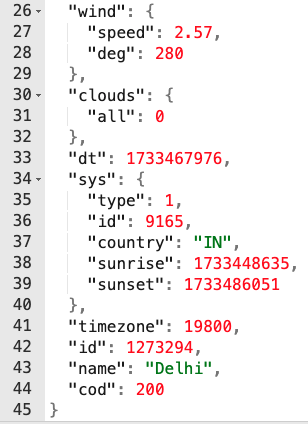 26 "wind": {
27 "speed": 2.57,
28 "deg": 280
29 },
30 "clouds": {
31 "all": 0
32 },
33 "dt": 1733467976,
34 "sys": {
35 "type": 1,
36 "id": 9165,
37 "country": "IN",
38 "sunrise": 1733448635,
39 "sunset": 1733486051
40 },
41 "timezone": 19800,
42 "id": 1273294,
43 "name": "Delhi",
44 "cod": 200
45 }